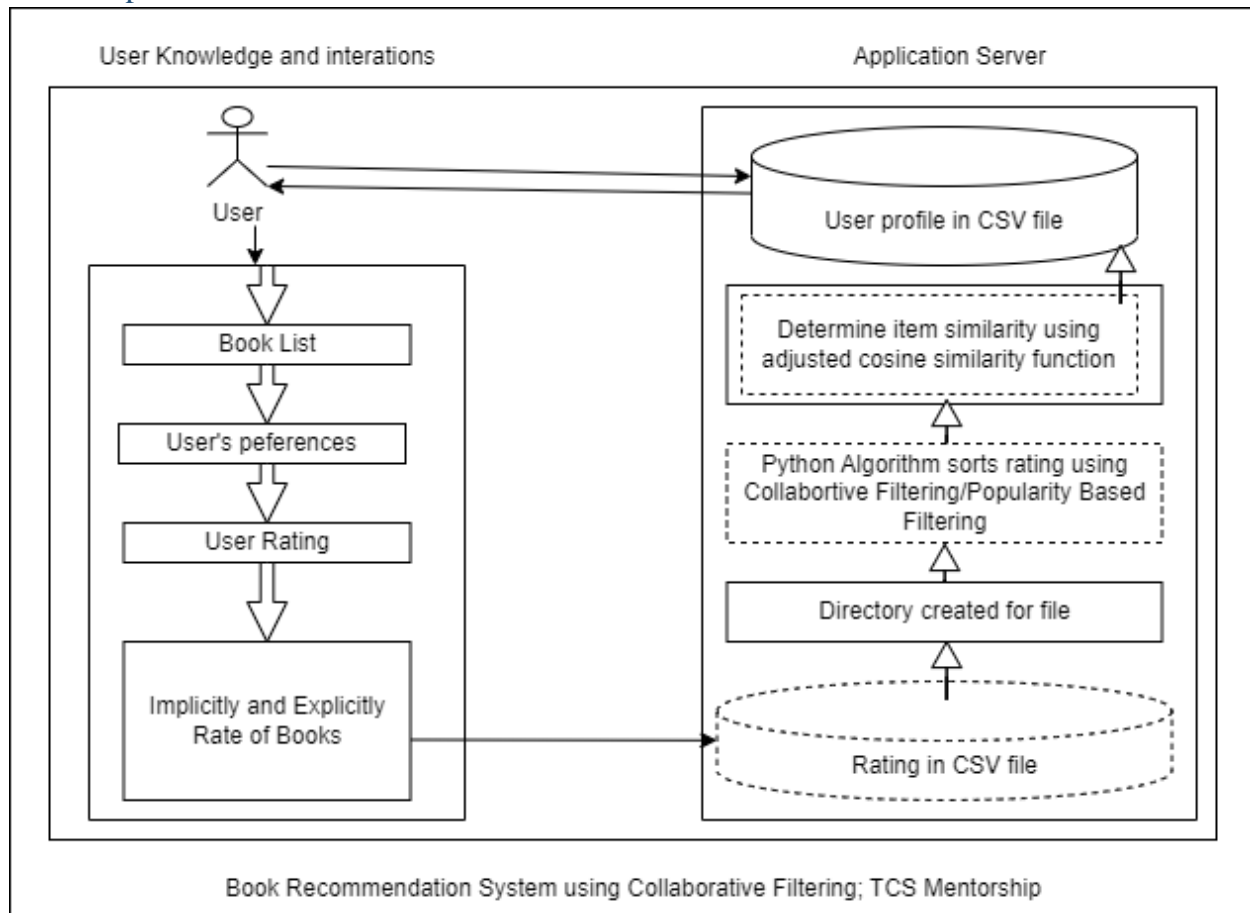 User Knowledge and interations
Application Server
User
Book List
User's peferences
User Rating
Implicitly and Explicitly
Rate of Books
User profile in CSV file
Determine item similarity using
adjusted cosine similarity function
Python Algorithm sorts rating using
Collabortive Filtering/Popularity Based
Filtering
Directory created for file
Rating in CSV file
Book Recommendation System using Collaborative Filtering; TCS Mentorship